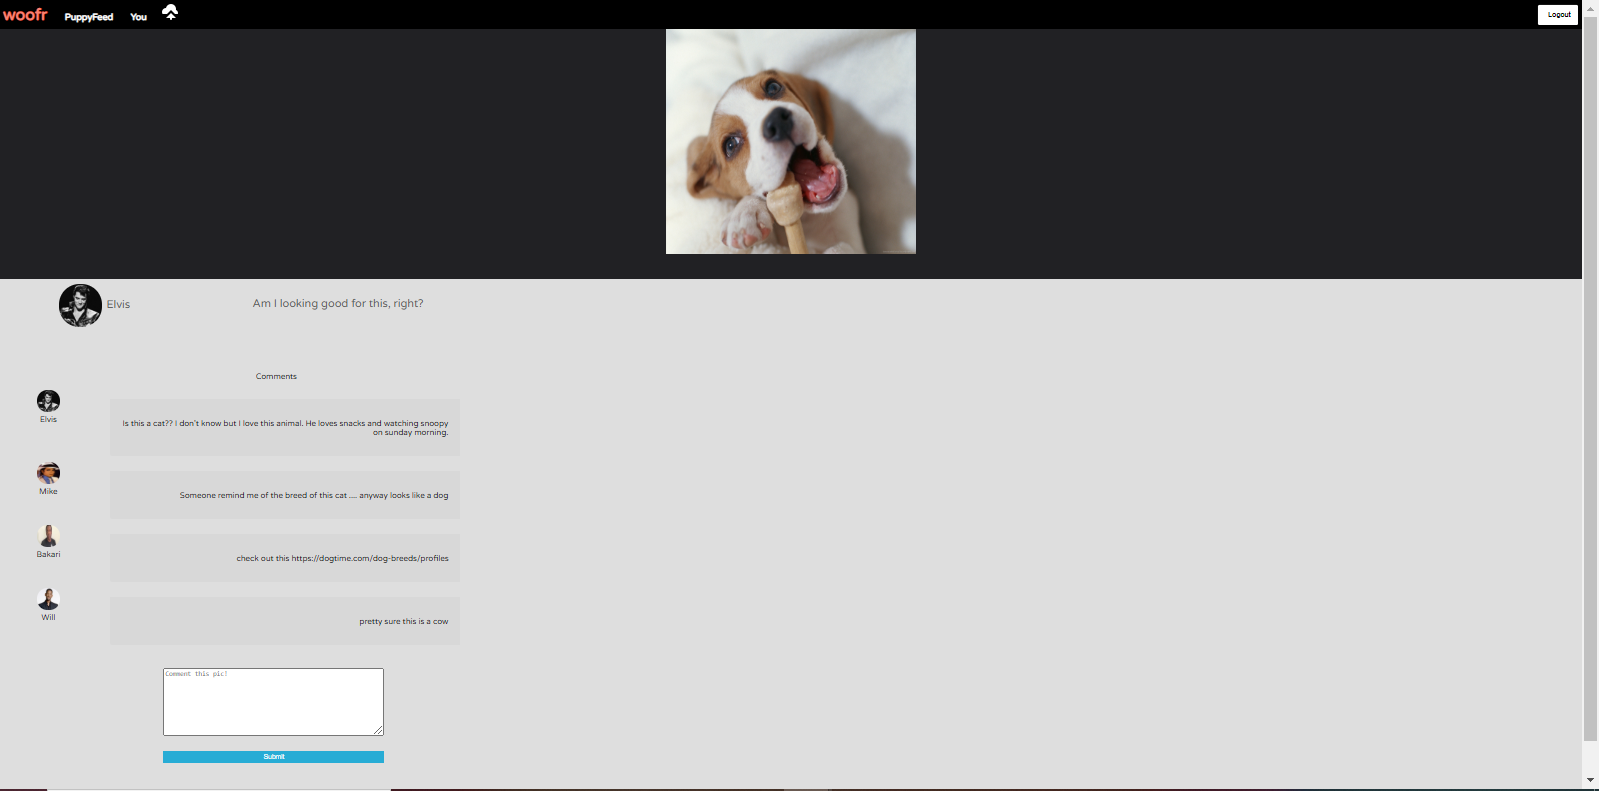 woofr PuppyFeed You Logout
Elvis Am I looking good for this, right?
Comments
Elvis
Is this a cat?? I don't know but I love this animal. He loves snacks and watching snoopy
on sunday morning.
Mike
Someone remind me of the breed of this cat .... anyway looks like a dog
Bakari
check out this https://dogtime.com/dog-breeds/profiles
Will
pretty sure this is a cow
Comment this pic!
Submit